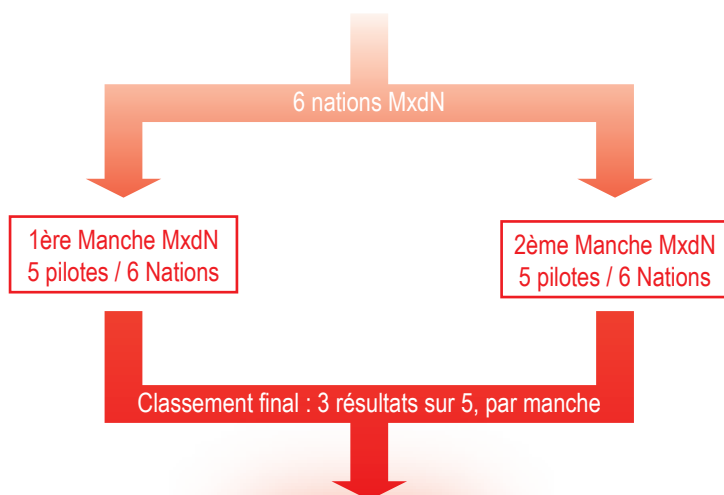 6 nations MxdN
1ère Manche MxdN
5 pilotes / 6 Nations
2ème Manche MxdN
5 pilotes / 6 Nations
Classement final : 3 résultats sur 5, par manche